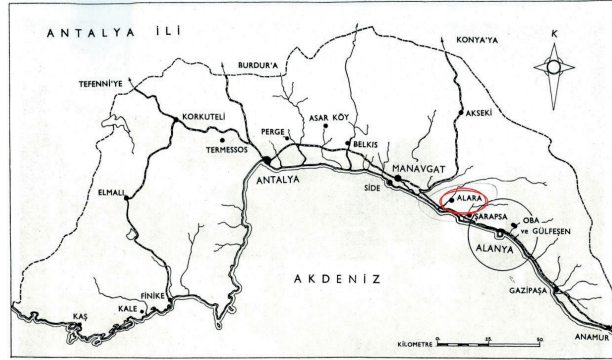 ANTALYA İLİ
K
KONYA'YA
BURDUR'A
TEFENNİ'YE
KORKUTELİ
TERMESSOS
PERGE
ASAR KÖY
BELKIS
AKSEKİ
ANTALYA
MANAVGAT
SİDE
ELMALI
ALARA
ŞARAPSA
OBA
ve GÜLFEŞEN
ALANYA
AKDENİZ
GAZİPAŞA
FİNİKE
KALE
KAŞ
ANAMUR
KİLOMETRE 0 25 50